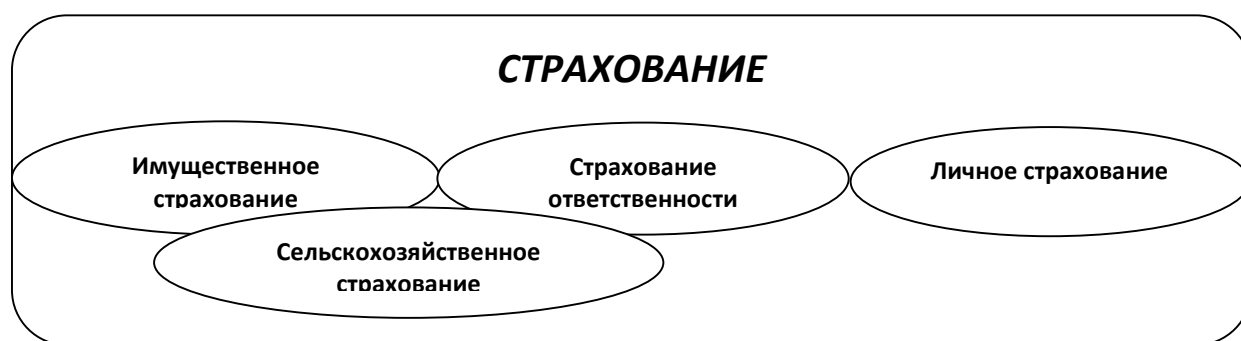 СТРАХОВАНИЕ
Имущественное
страхование
Страхование
ответственности
Личное страхование
Сельскохозяйственное
страхование